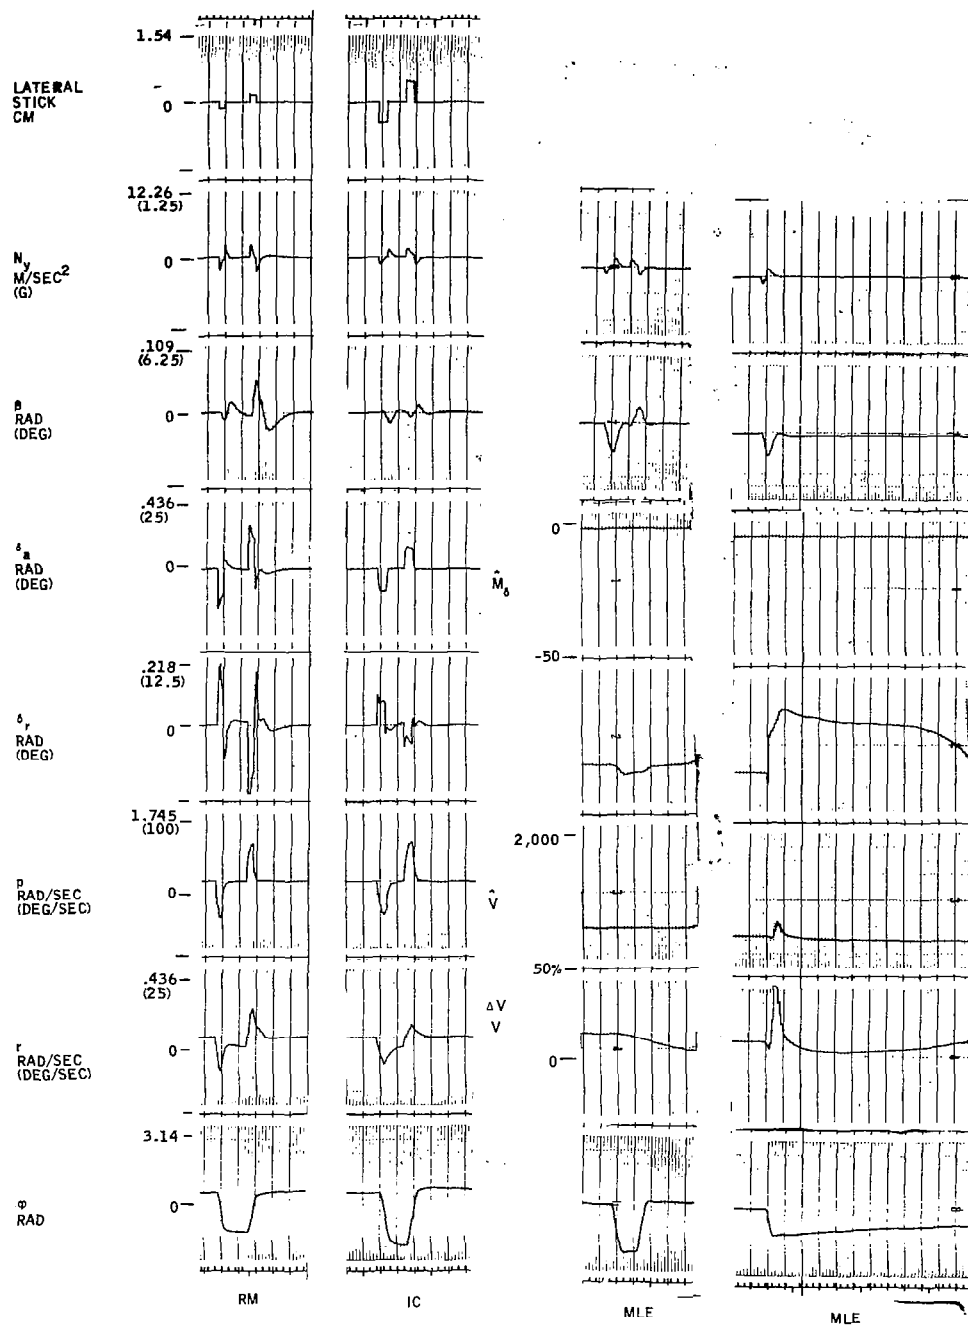 1.54
LATERAL
STICK
CM
0
12.26
(1.25)
Ny
M/SEC2
(G)
0
.109
(6.25)
β
RAD
(DEG)
0
.436
(25)
δa
RAD
(DEG)
0
.218
(12.5)
δr
RAD
(DEG)
0
1.745
(100)
p
RAD/SEC
(DEG/SEC)
0
.436
(25)
r
RAD/SEC
(DEG/SEC)
0
3.14
φ
RAD
0
RM
IC
0
M̂δ
-50
2,000
V̂
50%
ΔV
V
0
MLE
MLE